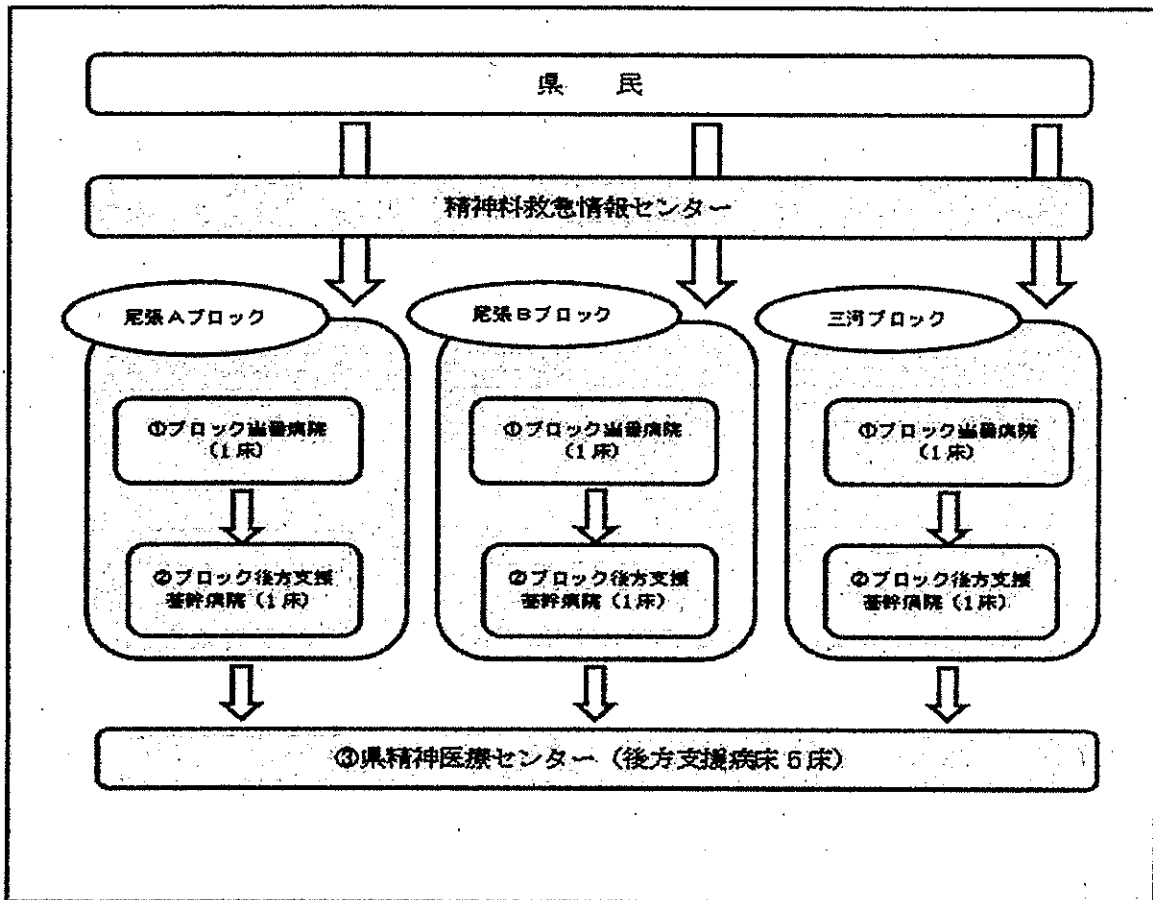 県　民
精神科救急情報センター
尾張Aブロック
尾張Bブロック
三河ブロック
①ブロック当番病院
（1床）
①ブロック当番病院
（1床）
①ブロック当番病院
（1床）
②ブロック後方支援
基幹病院（1床）
②ブロック後方支援
基幹病院（1床）
②ブロック後方支援
基幹病院（1床）
③県精神医療センター（後方支援病床5床）